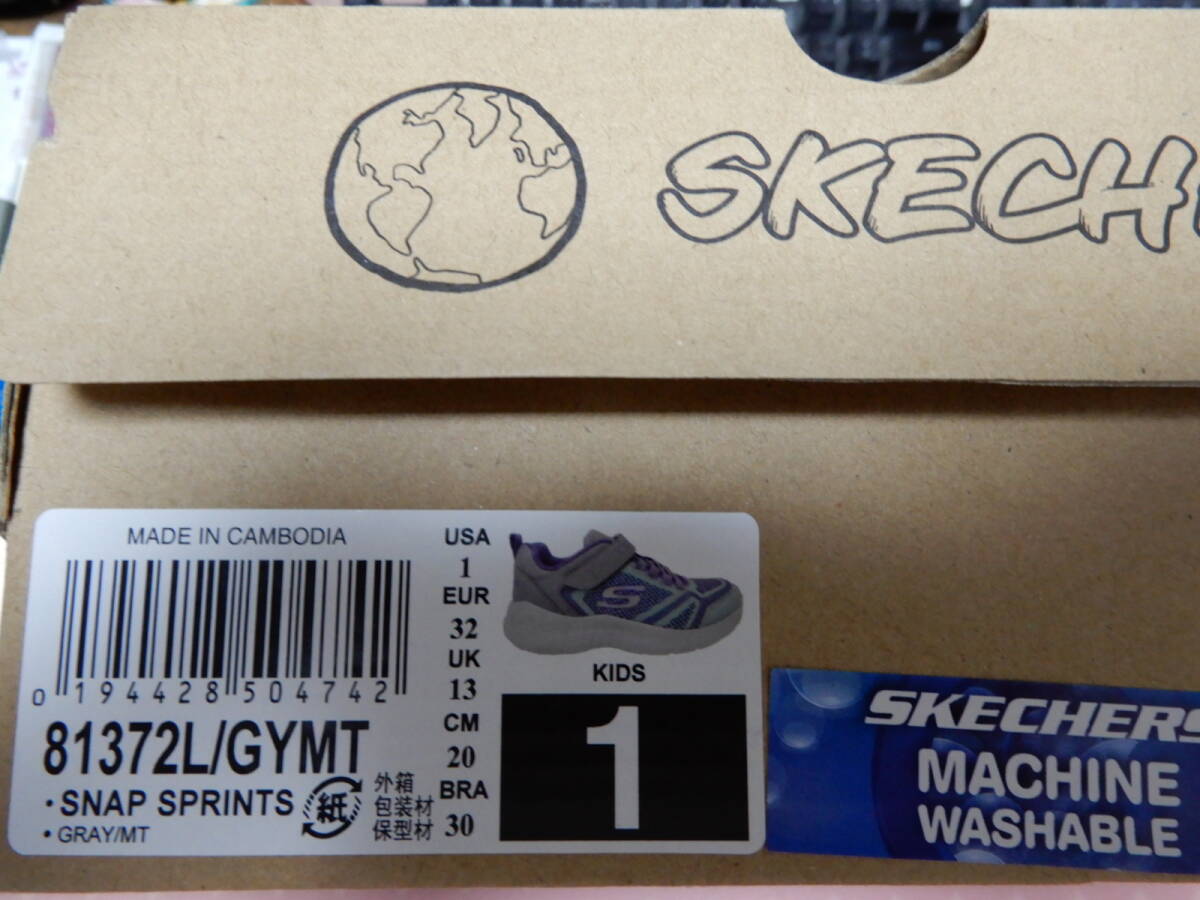 SKECH
MADE IN CAMBODIA
0 194428 504742
81372L/GYMT
• SNAP SPRINTS
• GRAY/MT
紙
外箱
包装材
保型材
USA
1
EUR
32
UK
13
CM
20
BRA
30
S
KIDS
1
SKECHERS
MACHINE
WASHABLE